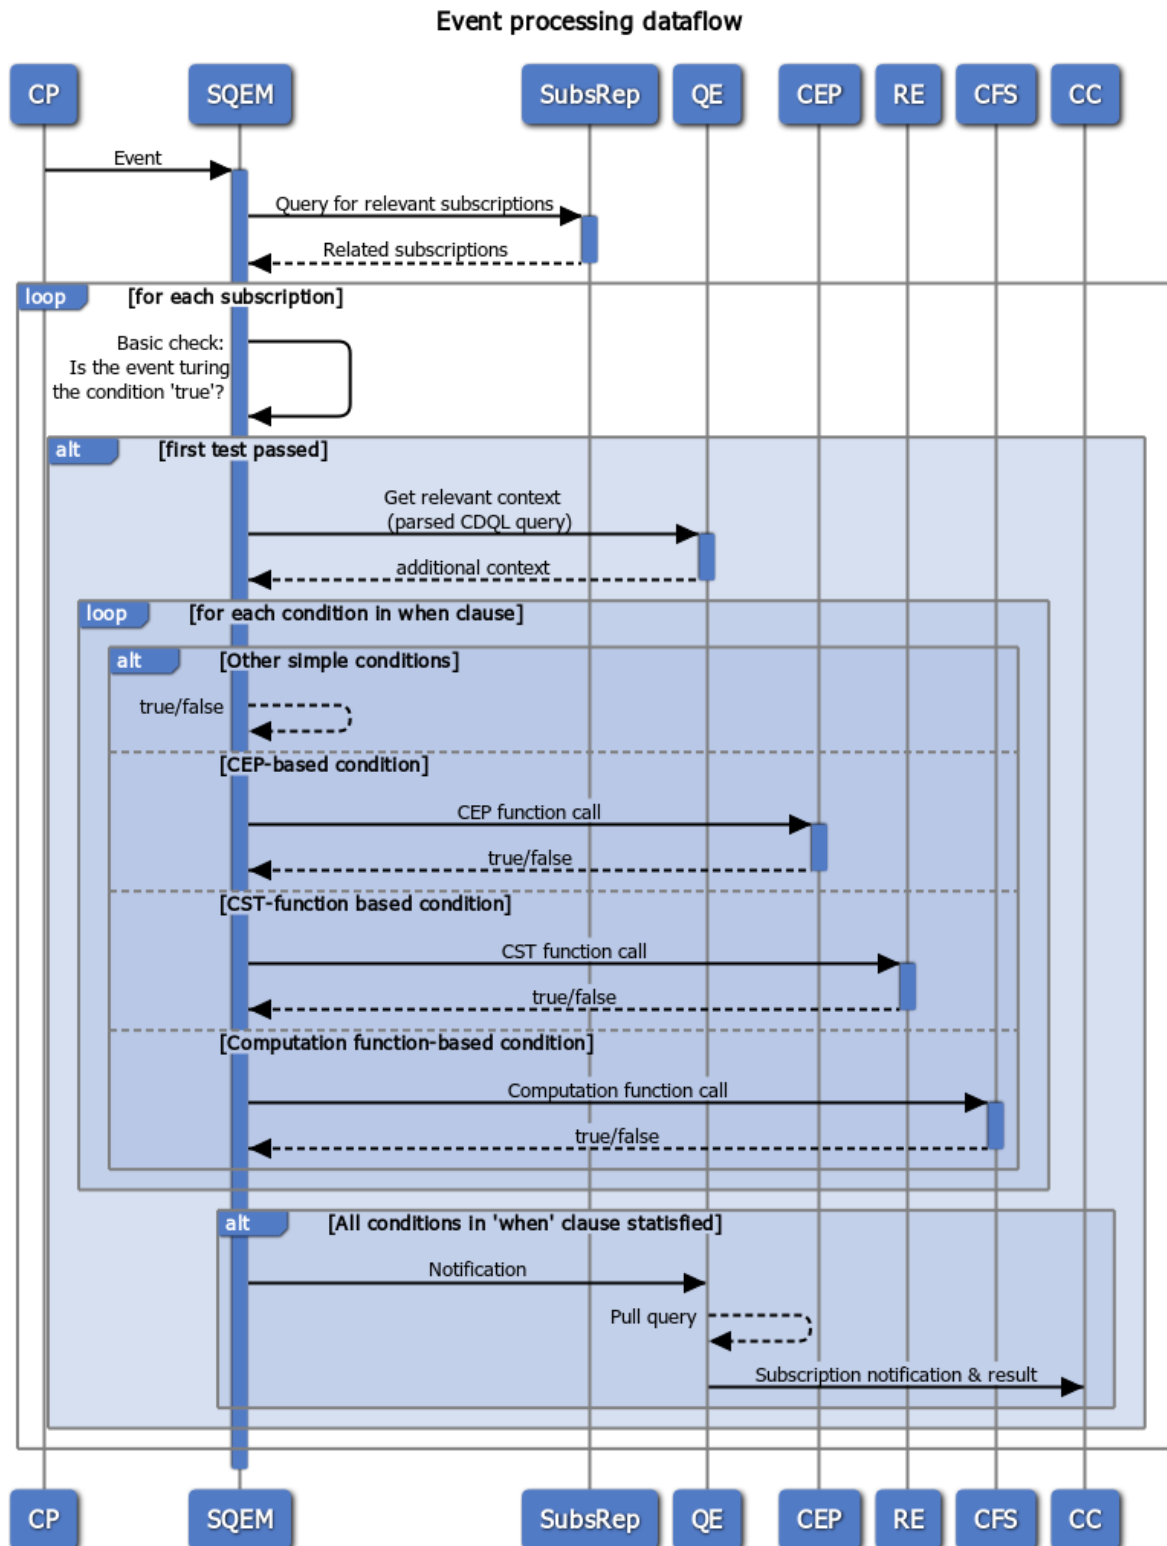 Event processing dataflow
CP SQEM SubsRep QE CEP RE CFS CC
Event
Query for relevant subscriptions
Related subscriptions
loop [for each subscription]
Basic check:
Is the event turing
the condition 'true'?
alt [first test passed]
Get relevant context
(parsed CDQL query)
additional context
loop [for each condition in when clause]
alt [Other simple conditions]
true/false
[CEP-based condition]
CEP function call
true/false
[CST-function based condition]
CST function call
true/false
[Computation function-based condition]
Computation function call
true/false
alt [All conditions in 'when' clause statisfied]
Notification
Pull query
Subscription notification & result
CP SQEM SubsRep QE CEP RE CFS CC